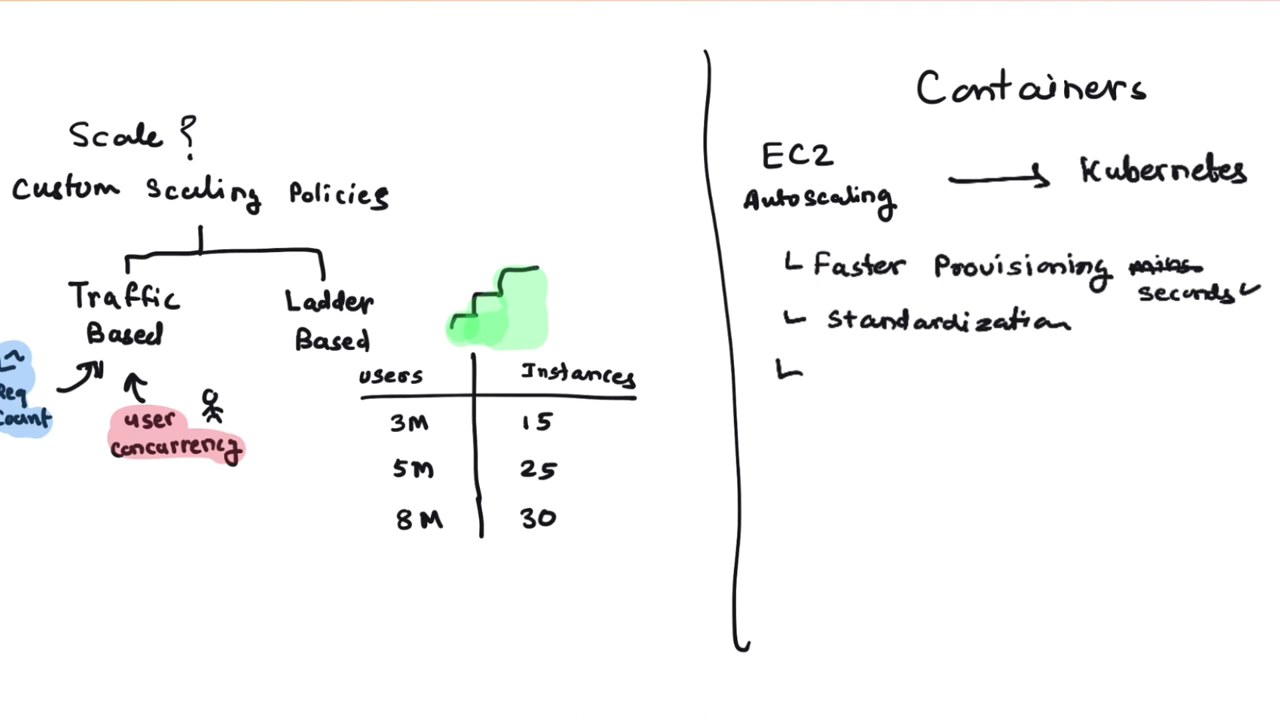 Scale ?
Custom Scaling Policies
Traffic
Based
Ladder
Based
Req
Count
user
concurrency
users Instances
3M 15
5M 25
8M 30
Containers
EC2
Autoscaling
Kubernetes
Faster Provisioning mins
seconds
Standardization